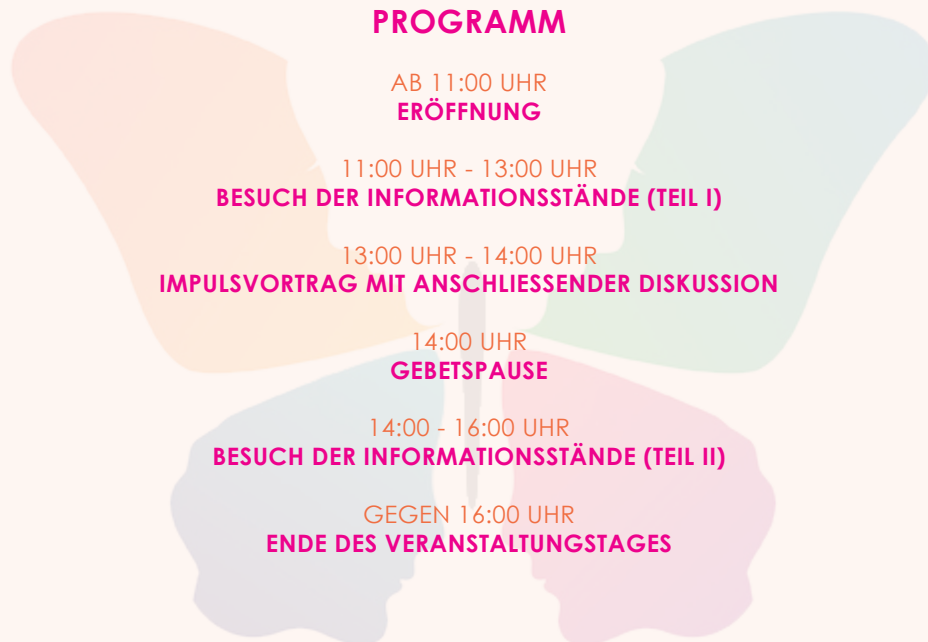 PROGRAMM
AB 11:00 UHR
ERÖFFNUNG
11:00 UHR - 13:00 UHR
BESUCH DER INFORMATIONSSTÄNDE (TEIL I)
13:00 UHR - 14:00 UHR
IMPULSVORTRAG MIT ANSCHLIESSENDER DISKUSSION
14:00 UHR
GEBETSPAUSE
14:00 - 16:00 UHR
BESUCH DER INFORMATIONSSTÄNDE (TEIL II)
GEGEN 16:00 UHR
ENDE DES VERANSTALTUNGSTAGES